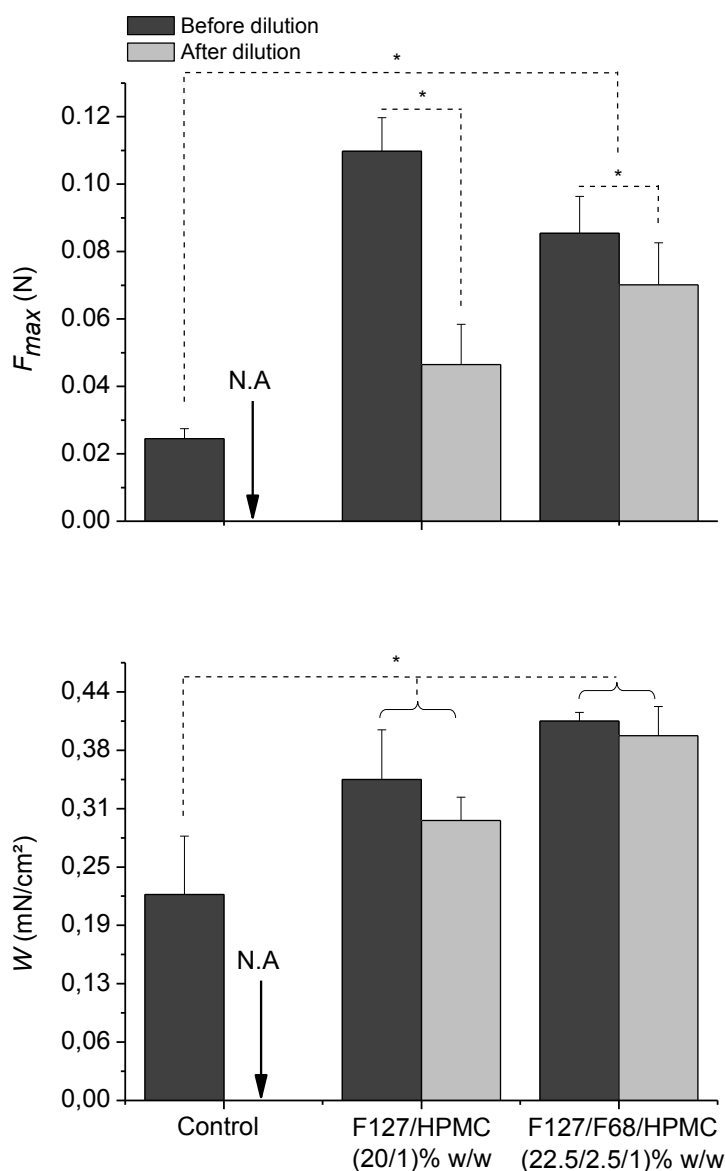 Before dilution
After dilution
*
*
*
0.12
0.10
0.08
0.06
0.04
0.02
0.00
Fmax (N)
N.A
*
0,44
0,38
0,31
0,25
0,19
0,13
0,06
0,00
W (mN/cm²)
N.A
Control
F127/HPMC
(20/1)% w/w
F127/F68/HPMC
(22.5/2.5/1)% w/w